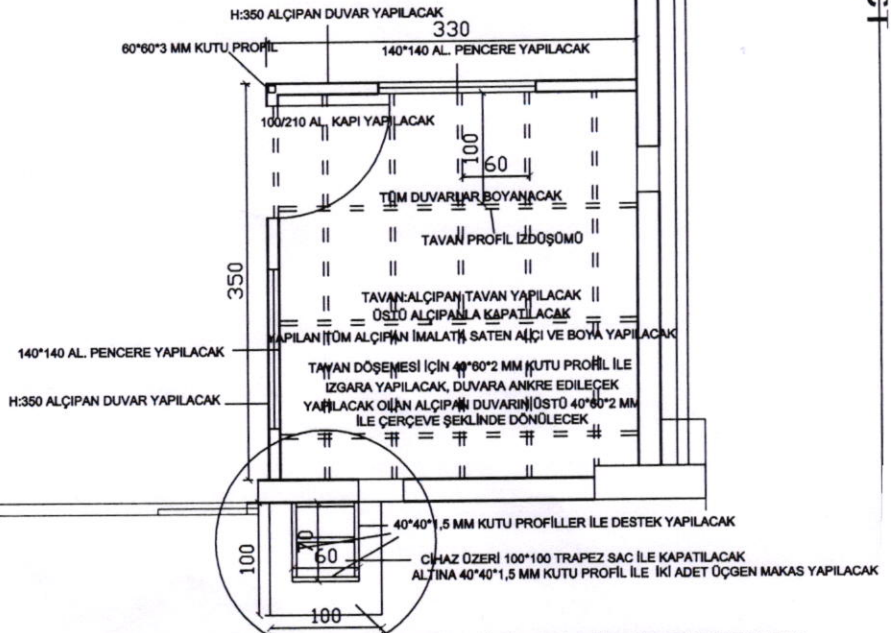 H:350 ALÇIPAN DUVAR YAPILACAK
330
60*60*3 MM KUTU PROFİL
140*140 AL. PENCERE YAPILACAK
100/210 AL. KAPI YAPILACAK
100
60
TÜM DUVARLAR BOYANACAK
TAVAN PROFİL İZDÜŞÜMÜ
350
TAVAN:ALÇIPAN TAVAN YAPILACAK
ÜSTÜ ALÇIPANLA KAPATILACAK
YAPILAN TÜM ALÇIPAN İMALATA SATEN ALÇI VE BOYA YAPILACAK
140*140 AL. PENCERE YAPILACAK
TAVAN DÖŞEMESİ İÇİN 40*60*2 MM KUTU PROFİL İLE
IZGARA YAPILACAK, DUVARA ANKRE EDİLECEK
H:350 ALÇIPAN DUVAR YAPILACAK
YAPILACAK OLAN ALÇIPAN DUVARIN ÜSTÜ 40*60*2 MM
İLE ÇERÇEVE ŞEKLİNDE DÖNÜLECEK
40*40*1,5 MM KUTU PROFİLLER İLE DESTEK YAPILACAK
60
100
CİHAZ ÜZERİ 100*100 TRAPEZ SAC İLE KAPATILACAK
ALTINA 40*40*1,5 MM KUTU PROFİL İLE İKİ ADET ÜÇGEN MAKAS YAPILACAK
100